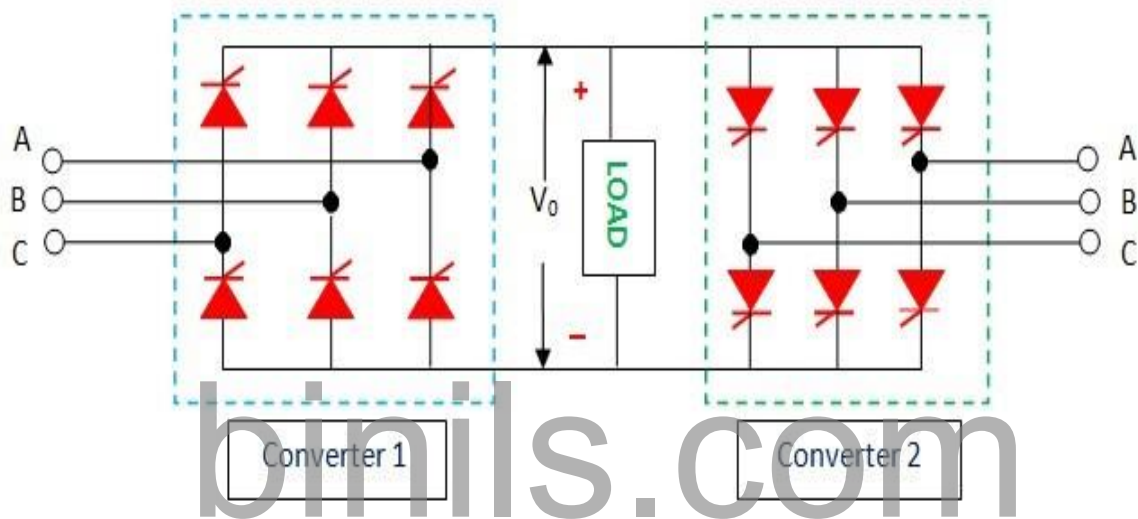 A
B
C
V₀
+
LOAD
−
A
B
C
Converter 1
Converter 2
binils.com